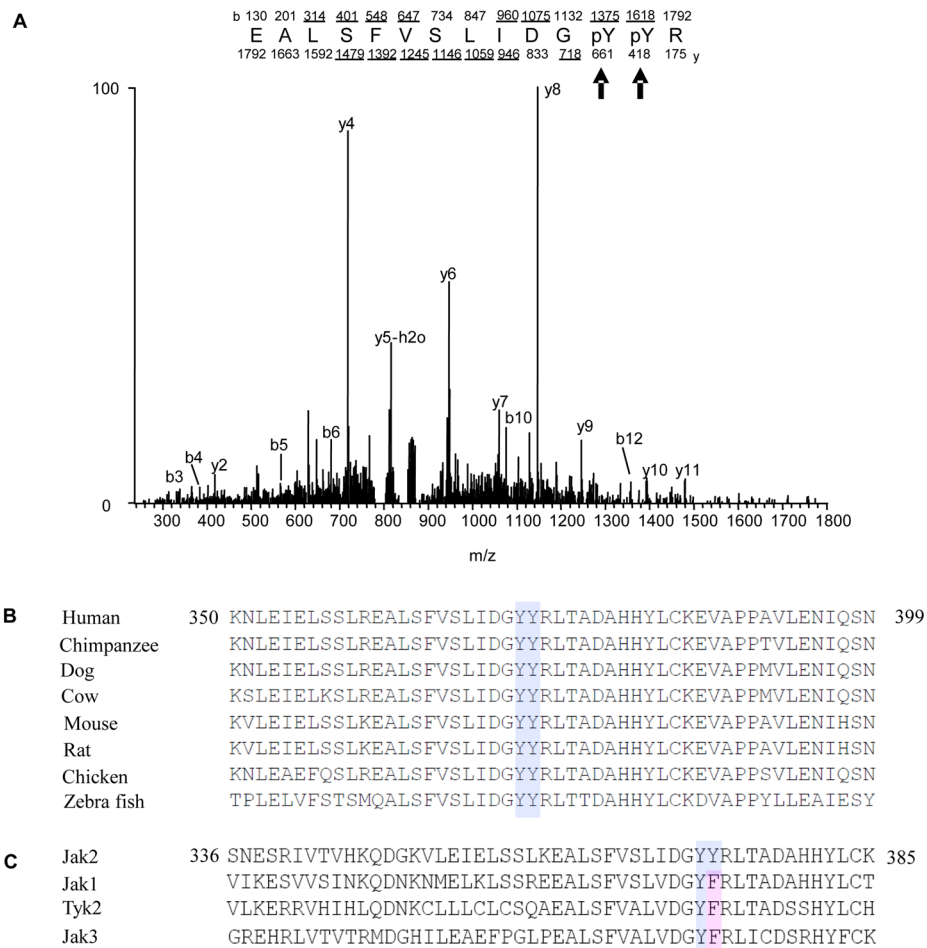 A
b 130 201 314 401 548 647 734 847 960 1075 1132 1375 1618 1792
E A L S F V S L I D G pY pY R
1792 1663 1592 1479 1392 1245 1146 1059 946 833 718 661 418 175 y
100
y8
y4
y6
y5-h2o
y7
b10
y9
b6
b5
b12
b4
b3
y2
y10
y11
0
300 400 500 600 700 800 900 1000 1100 1200 1300 1400 1500 1600 1700 1800
m/z
B
Human 350 KNLEIELSSLREALSFVSLIDGYYRLTADAHHYLCKEVAPPAVLENIQSN 399
Chimpanzee KNLEIELSSLREALSFVSLIDGYYRLTADAHHYLCKEVAPPTVLENIQSN
Dog KNLEIELSSLREALSFVSLIDGYYRLTADAHHYLCKEVAPPMVLENIQSN
Cow KSLEIELKSLREALSFVSLIDGYYRLTADAHHYLCKEVAPPMVLENIQSN
Mouse KVLEIELSSLKEALSFVSLIDGYYRLTADAHHYLCKEVAPPAVLENIHSN
Rat KVLEIELSSLKEALSFVSLIDGYYRLTADAHHYLCKEVAPPAVLENIHSN
Chicken KNLEAEFQSLREALSFVSLIDGYYRLTADAHHYLCKEVAPPSVLENIQSN
Zebra fish TPLELVFSTSMQALSFVSLIDGYYRLTTDAHHYLCKDVAPPYLLEAIESY
C
Jak2 336 SNESRIVTVHKQDGKVLEIELSSLKEALSFVSLIDGYYRLTADAHHYLCK 385
Jak1 VIKESVVSINKQDNKNMELKLSSREEALSFVSLVDGYFRLTADAHHYLCT
Tyk2 VLKERRVHIHLQDNKCLLLCLCSQAEALSFVALVDGYFRLTADSSHYLCH
Jak3 GREHRLVTVTRMDGHILEAEFPGLPEALSFVALVDGYFRLICDSRHYFCK